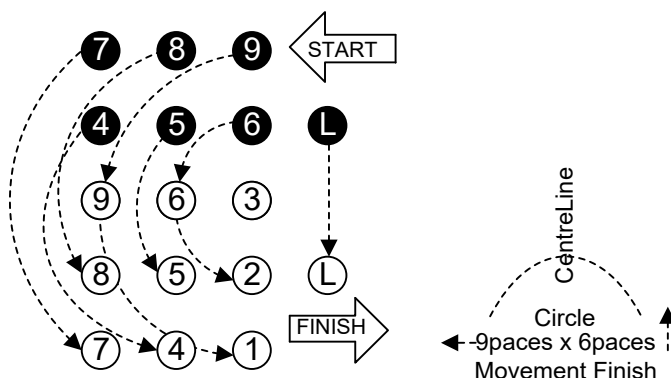 7 8 9 START
4 5 6 L
9 6 3
8 5 2 L
FINISH
7 4 1
CentreLine
Circle
9paces x 6paces
Movement Finish